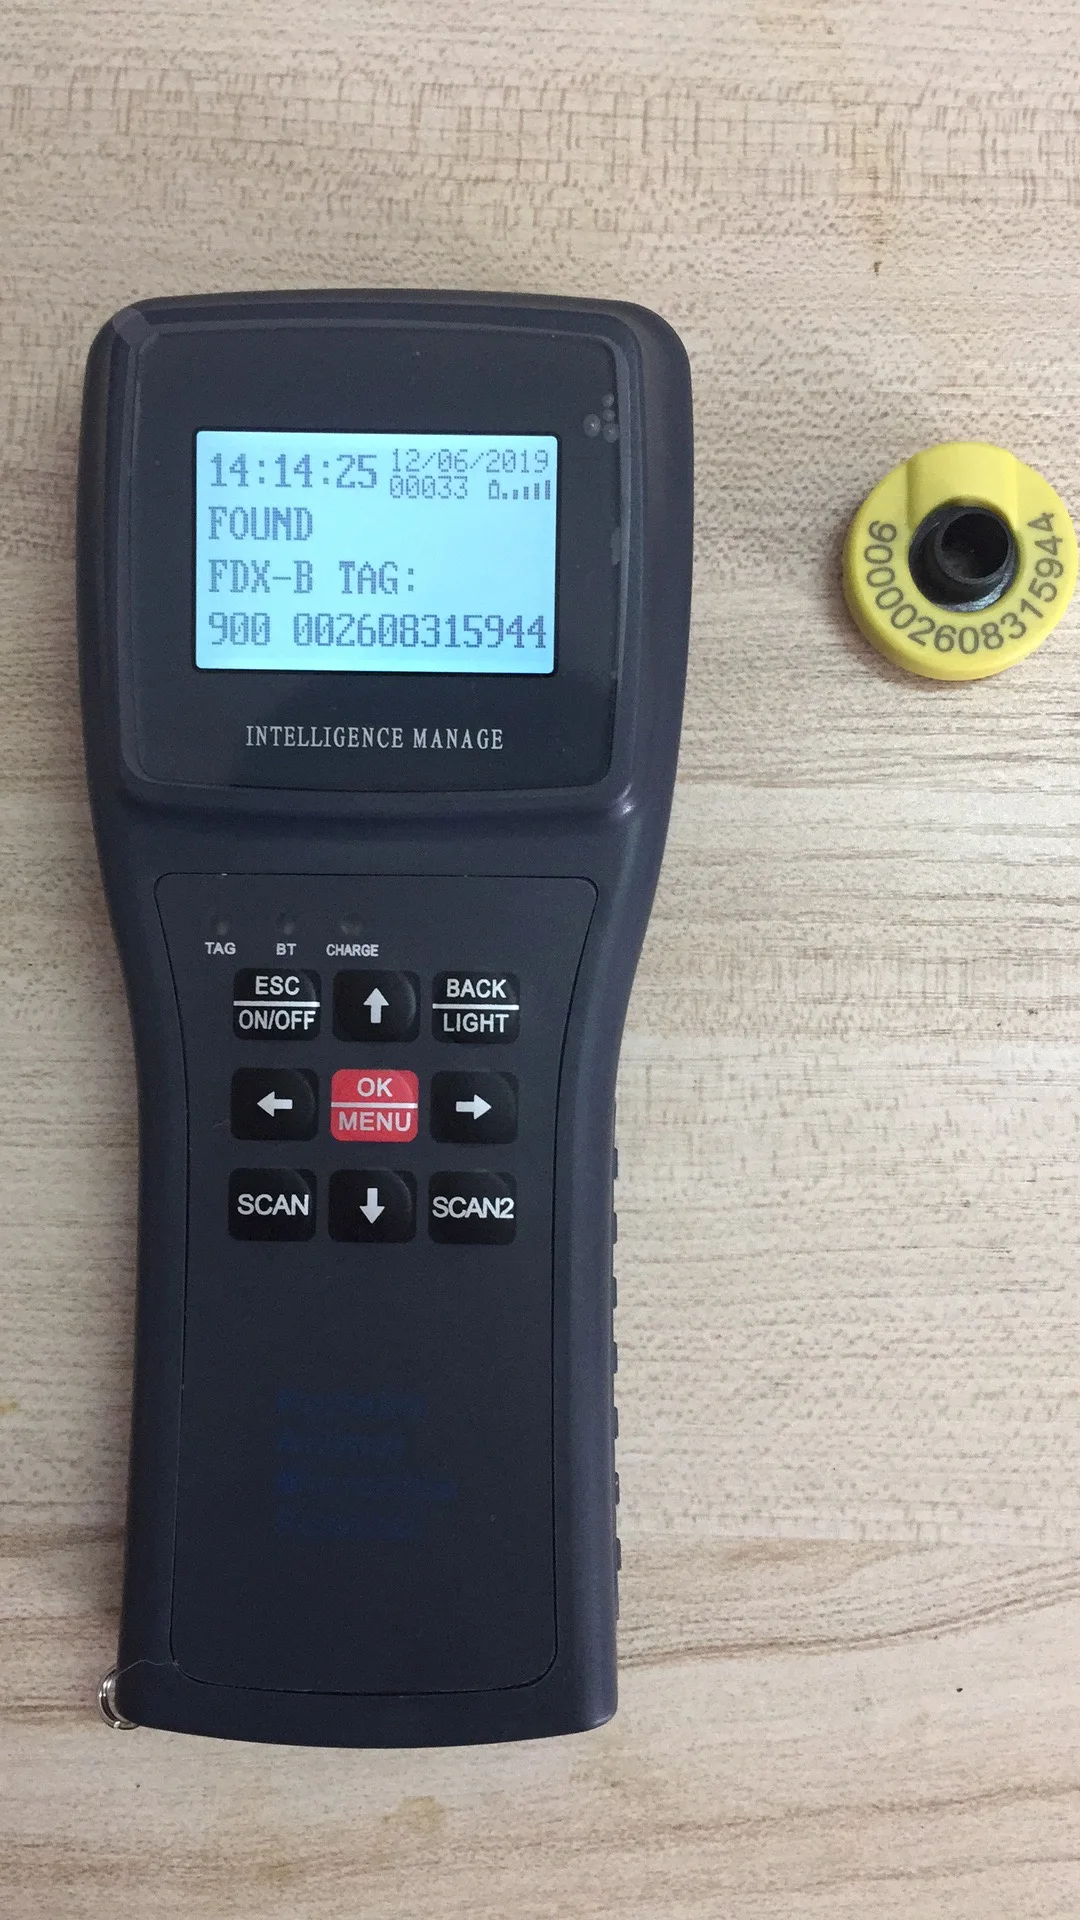 14:14:25 12/06/2019
00033
FOUND
FDX-B TAG:
900 002608315944
INTELLIGENCE MANAGE
TAG BT CHARGE
ESC
ON/OFF
BACK
LIGHT
OK
MENU
SCAN SCAN2
900002608315944